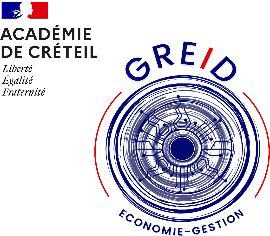 ACADÉMIE
DE CRÉTEIL
Liberté
Égalité
Fraternité
GREID
ECONOMIE-GESTION